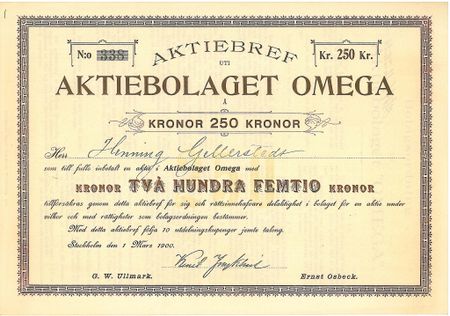 N:o 338
AKTIEBREF
Kr. 250 Kr.
UTI
AKTIEBOLAGET OMEGA
Å
KRONOR 250 KRONOR
Herr Henning Gellerstedt
som till fullo inbetalt en aktie i Aktiebolaget Omega med
KRONOR TVÅ HUNDRA FEMTIO KRONOR
tillförsäkras genom detta aktiebref för sig och rättsinnehafvare delaktighet i bolaget för en aktie under
vilkor och med rättigheter som bolagsordningen bestämmer.
Med detta aktiebref följa 10 utdelningskuponger jemte talong.
Stockholm den 1 Mars 1900.
G. W. Ullmark.
Ernst Osbeck.